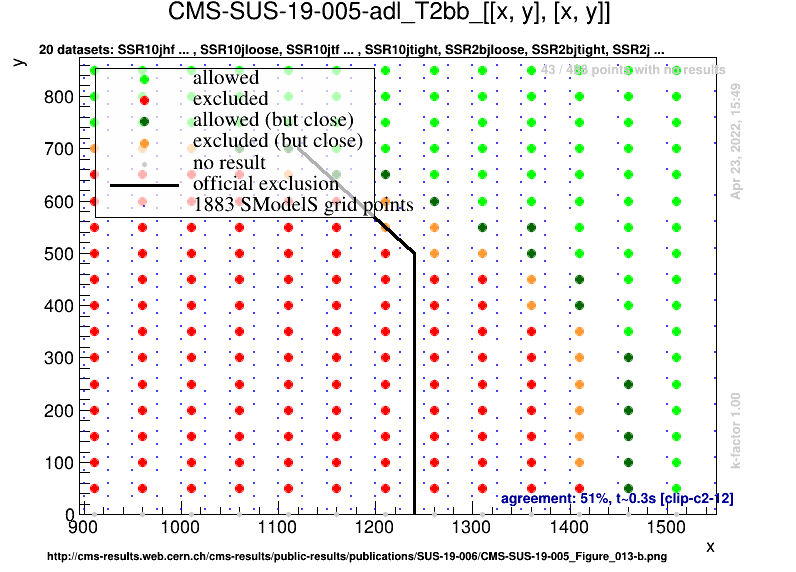 CMS-SUS-19-005-adl_T2bb_[[x, y], [x, y]]
20 datasets: SSR10jhf ... , SSR10jloose, SSR10jtf ... , SSR10jtight, SSR2bjloose, SSR2bjtight, SSR2j ...
y
43 / 483 points with no results
allowed
excluded
allowed (but close)
excluded (but close)
no result
official exclusion
1883 SModelS grid points
800
700
600
500
400
300
200
100
0
Apr 23, 2022, 15:49
k-factor 1.00
agreement: 51%, t~0.3s [clip-c2-12]
900 1000 1100 1200 1300 1400 1500
x
http://cms-results.web.cern.ch/cms-results/public-results/publications/SUS-19-006/CMS-SUS-19-005_Figure_013-b.png